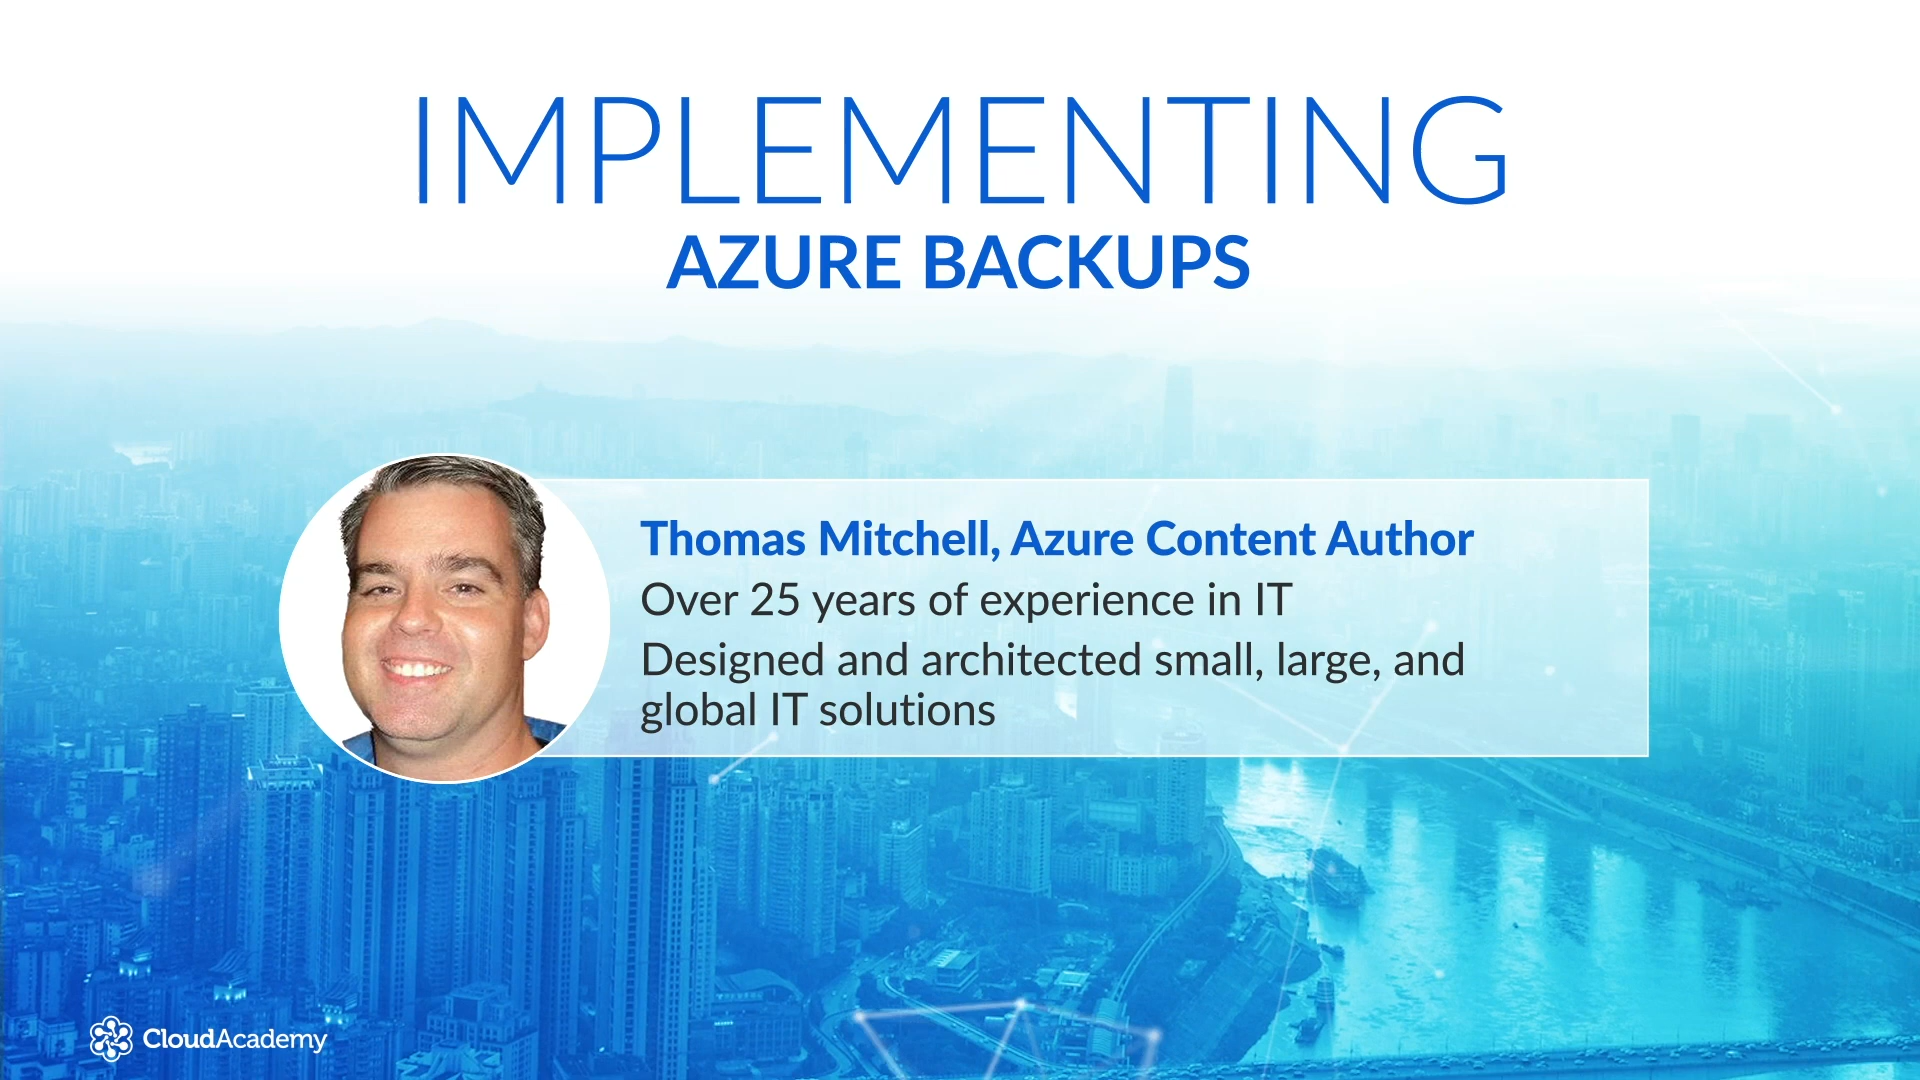 IMPLEMENTING
AZURE BACKUPS
Thomas Mitchell, Azure Content Author
Over 25 years of experience in IT
Designed and architected small, large, and
global IT solutions
CloudAcademy